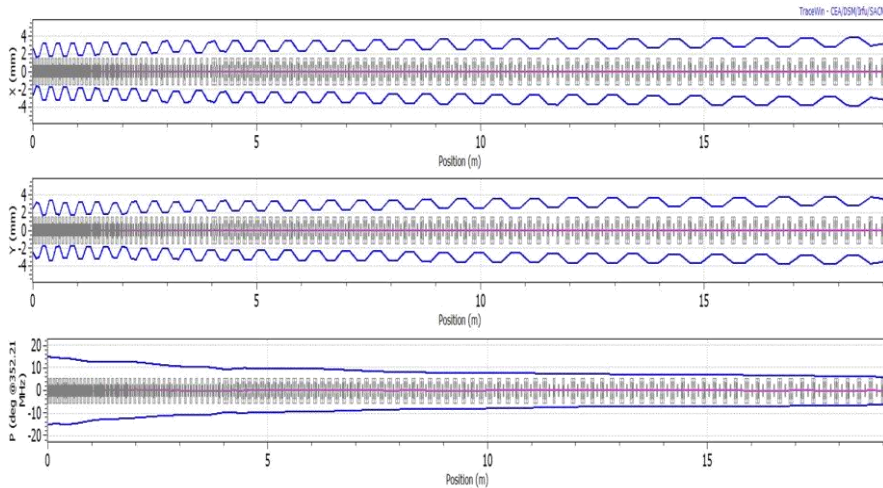 TraceWin - CEA/DSM/Irfu/SACM
X (mm)
4
2
0
-2
-4
0 5 10 15
Position (m)
Y (mm)
4
2
0
-2
-4
0 5 10 15
Position (m)
P (deg @352.21
MHz)
20
10
0
-10
-20
0 5 10 15
Position (m)